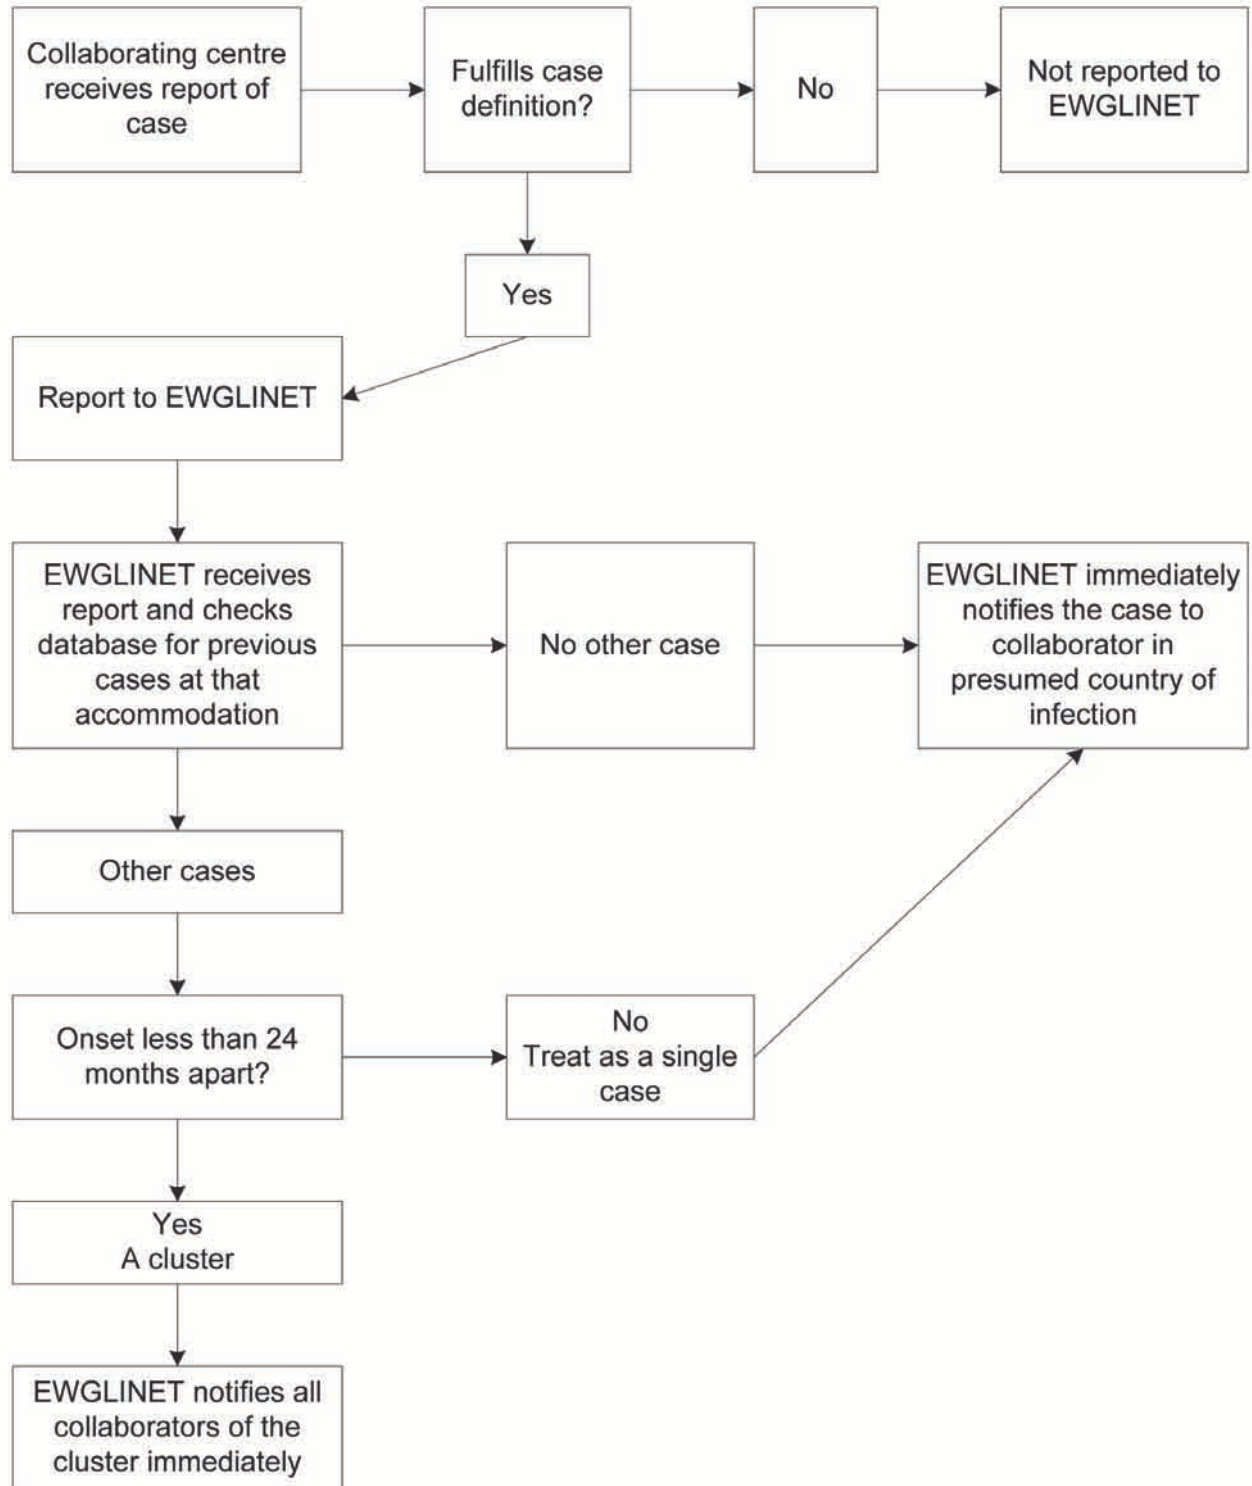 Collaborating centre
receives report of
case
Fulfills case
definition?
No
Not reported to
EWGLINET
Yes
Report to EWGLINET
EWGLINET receives
report and checks
database for previous
cases at that
accommodation
No other case
EWGLINET immediately
notifies the case to
collaborator in
presumed country of
infection
Other cases
Onset less than 24
months apart?
No
Treat as a single
case
Yes
A cluster
EWGLINET notifies all
collaborators of the
cluster immediately